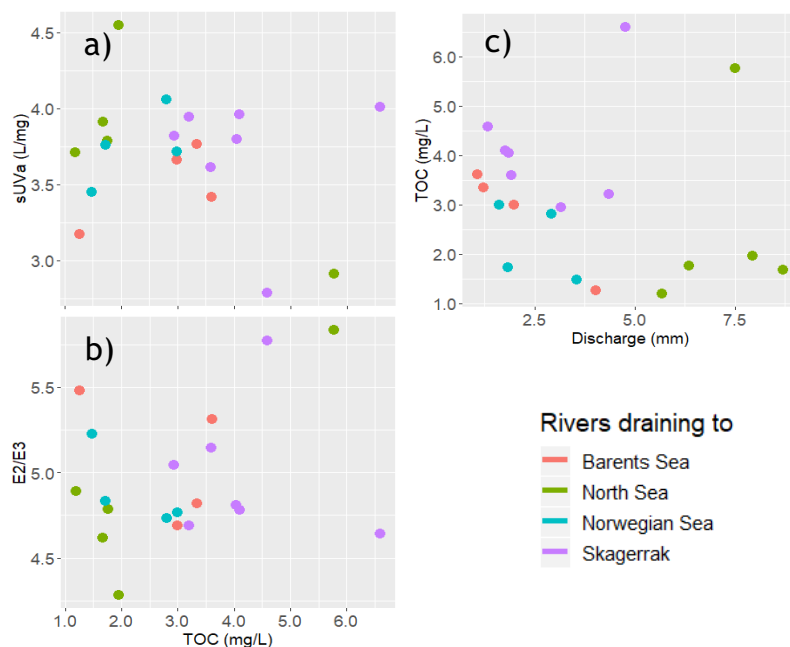 a)
sUVa (L/mg)
4.5
4.0
3.5
3.0
b)
E2/E3
5.5
5.0
4.5
1.0 2.0 3.0 4.0 5.0 6.0
TOC (mg/L)
c)
TOC (mg/L)
6.0
5.0
4.0
3.0
2.0
1.0
2.5 5.0 7.5
Discharge (mm)
Rivers draining to
Barents Sea
North Sea
Norwegian Sea
Skagerrak